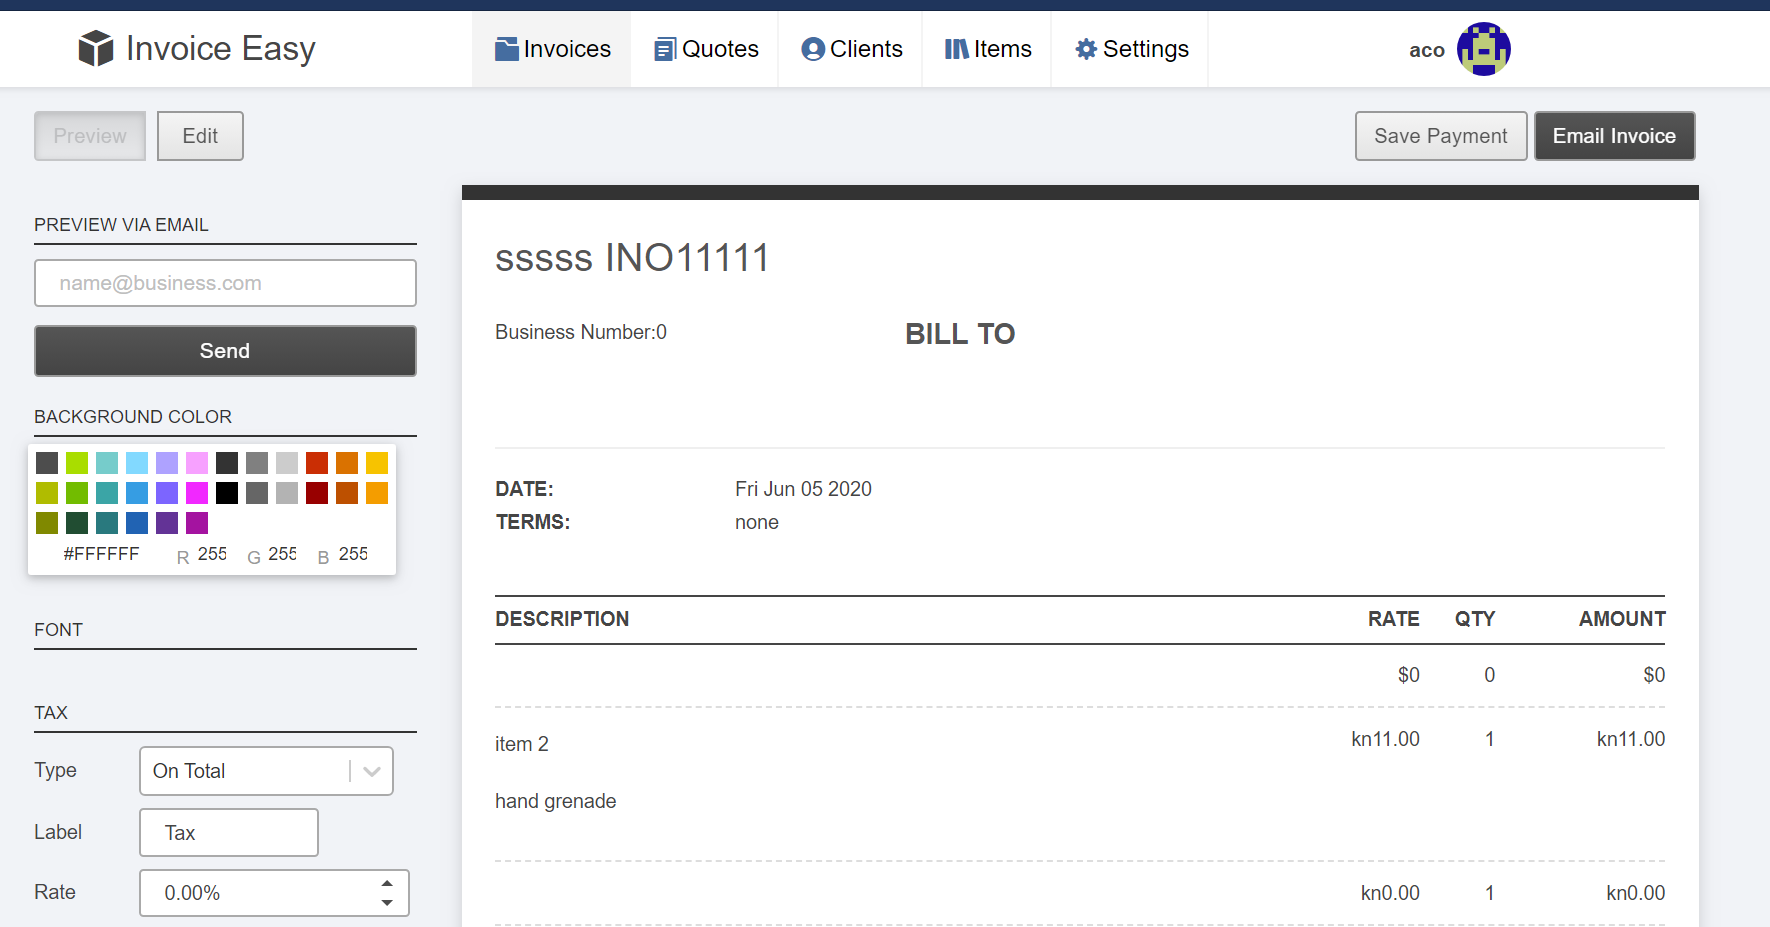 Invoice Easy
Invoices
Quotes
Clients
Items
Settings
aco
Preview
Edit
Save Payment
Email Invoice
PREVIEW VIA EMAIL
name@business.com
Send
BACKGROUND COLOR
#FFFFFF R 255 G 255 B 255
FONT
TAX
Type On Total
Label Tax
Rate 0.00%
sssss INO11111
Business Number:0
BILL TO
DATE: Fri Jun 05 2020
TERMS: none
DESCRIPTION RATE QTY AMOUNT
$0 0 $0
item 2 kn11.00 1 kn11.00
hand grenade
kn0.00 1 kn0.00